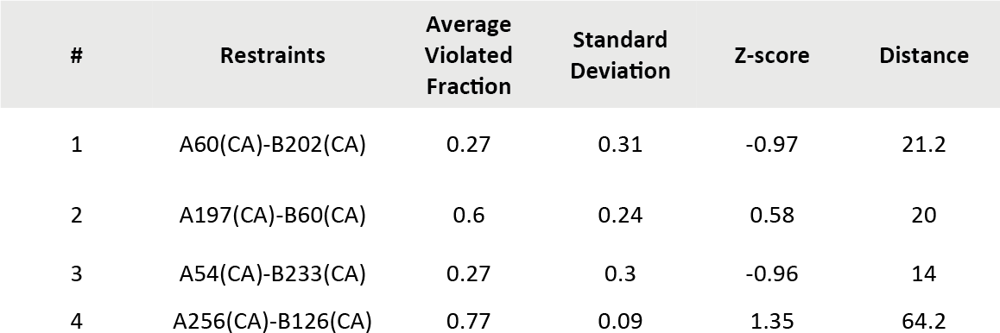 # Restraints Average Violated Fraction Standard Deviation Z-score Distance
1 A60(CA)-B202(CA) 0.27 0.31 -0.97 21.2
2 A197(CA)-B60(CA) 0.6 0.24 0.58 20
3 A54(CA)-B233(CA) 0.27 0.3 -0.96 14
4 A256(CA)-B126(CA) 0.77 0.09 1.35 64.2